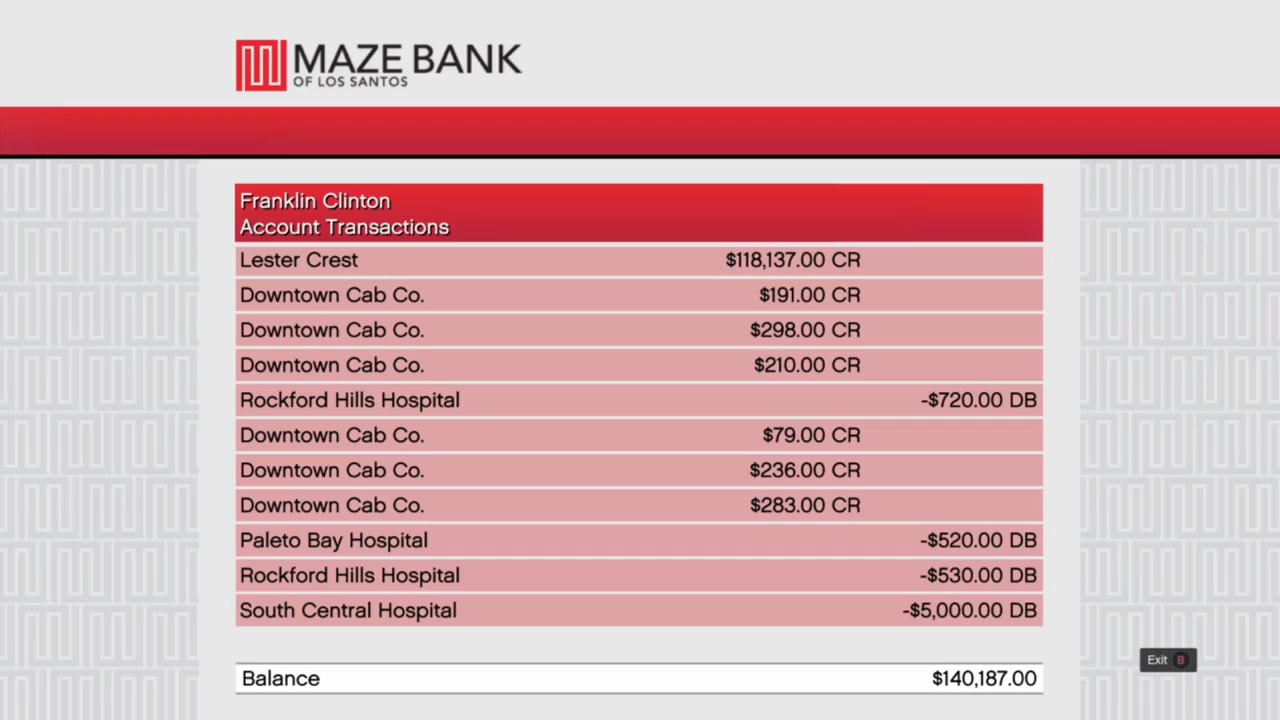 MAZE BANK
OF LOS SANTOS
Franklin Clinton
Account Transactions
Lester Crest $118,137.00 CR
Downtown Cab Co. $191.00 CR
Downtown Cab Co. $298.00 CR
Downtown Cab Co. $210.00 CR
Rockford Hills Hospital -$720.00 DB
Downtown Cab Co. $79.00 CR
Downtown Cab Co. $236.00 CR
Downtown Cab Co. $283.00 CR
Paleto Bay Hospital -$520.00 DB
Rockford Hills Hospital -$530.00 DB
South Central Hospital -$5,000.00 DB
Exit B
Balance $140,187.00